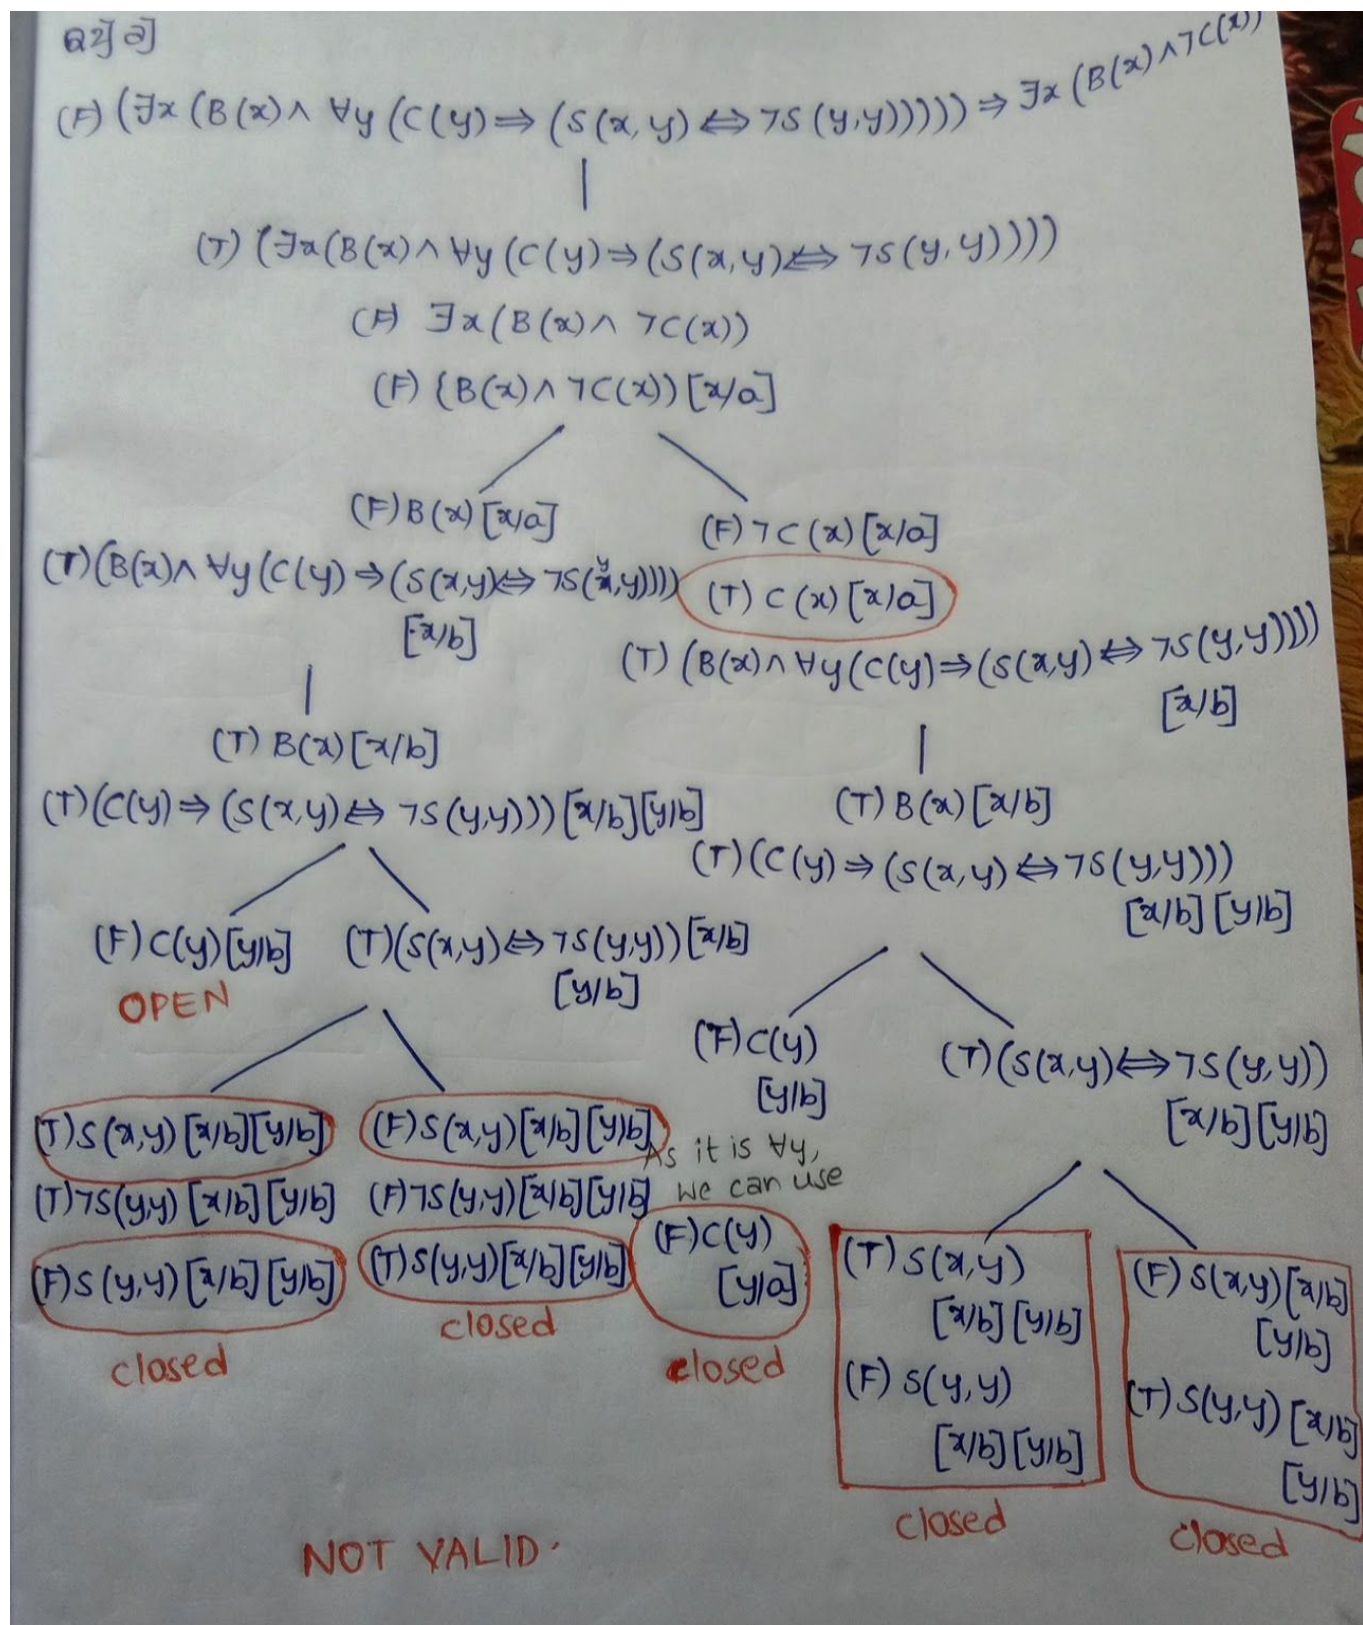 Q2] a]
(F) (∃x (B(x) ∧ ∀y (C(y) ⇒ (S(x,y) ⇔ ¬S(y,y))))) ⇒ ∃x (B(x) ∧ ¬C(x))
(T) (∃x(B(x) ∧ ∀y (C(y) ⇒ (S(x,y) ⇔ ¬S(y,y))))
(F) ∃x(B(x) ∧ ¬C(x))
(F) (B(x) ∧ ¬C(x)) [x/a]
(F) B(x) [x/a]
(F) ¬C(x) [x/a]
(T) (B(x) ∧ ∀y (C(y) ⇒ (S(x,y) ⇔ ¬S(y,y))))
[x/b]
(T) C(x) [x/a]
(T) (B(x) ∧ ∀y (C(y) ⇒ (S(x,y) ⇔ ¬S(y,y))))
[x/b]
(T) B(x) [x/b]
(T) (C(y) ⇒ (S(x,y) ⇔ ¬S(y,y))) [x/b][y/b]
(T) B(x) [x/b]
(T) (C(y) ⇒ (S(x,y) ⇔ ¬S(y,y)))
[x/b] [y/b]
(F) C(y) [y/b]
OPEN
(T) (S(x,y) ⇔ ¬S(y,y)) [x/b]
[y/b]
(F) C(y)
[y/b]
(T) (S(x,y) ⇔ ¬S(y,y))
[x/b][y/b]
(T) S(x,y) [x/b][y/b]
(T) ¬S(y,y) [x/b][y/b]
(F) S(y,y) [x/b][y/b]
closed
(F) S(x,y) [x/b][y/b]
(F) ¬S(y,y) [x/b][y/b]
(T) S(y,y) [x/b][y/b]
closed
As it is ∀y,
we can use
(F) C(y)
[y/a]
closed
(T) S(x,y)
[x/b][y/b]
(F) S(y,y)
[x/b][y/b]
closed
(F) S(x,y) [x/b]
[y/b]
(T) S(y,y) [x/b]
[y/b]
closed
NOT VALID.